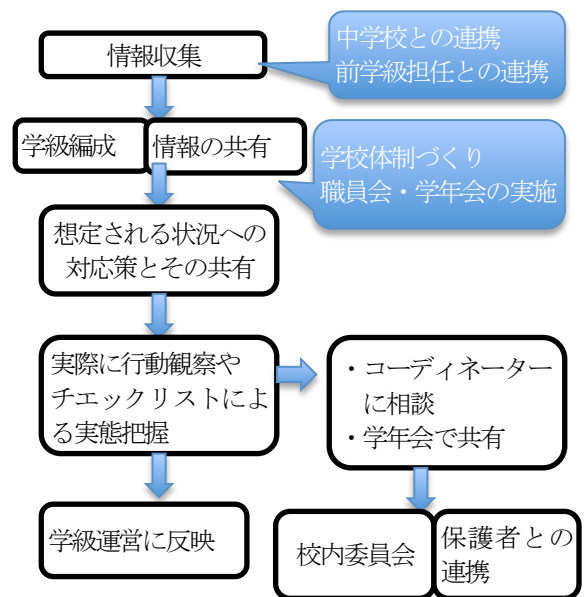 情報収集
中学校との連携
前学級担任との連携
学級編成
情報の共有
学校体制づくり
職員会・学年会の実施
想定される状況への
対応策とその共有
実際に行動観察や
チエックリストによ
る実態把握
・コーディネーター
に相談
・学年会で共有
学級運営に反映
校内委員会
保護者との
連携